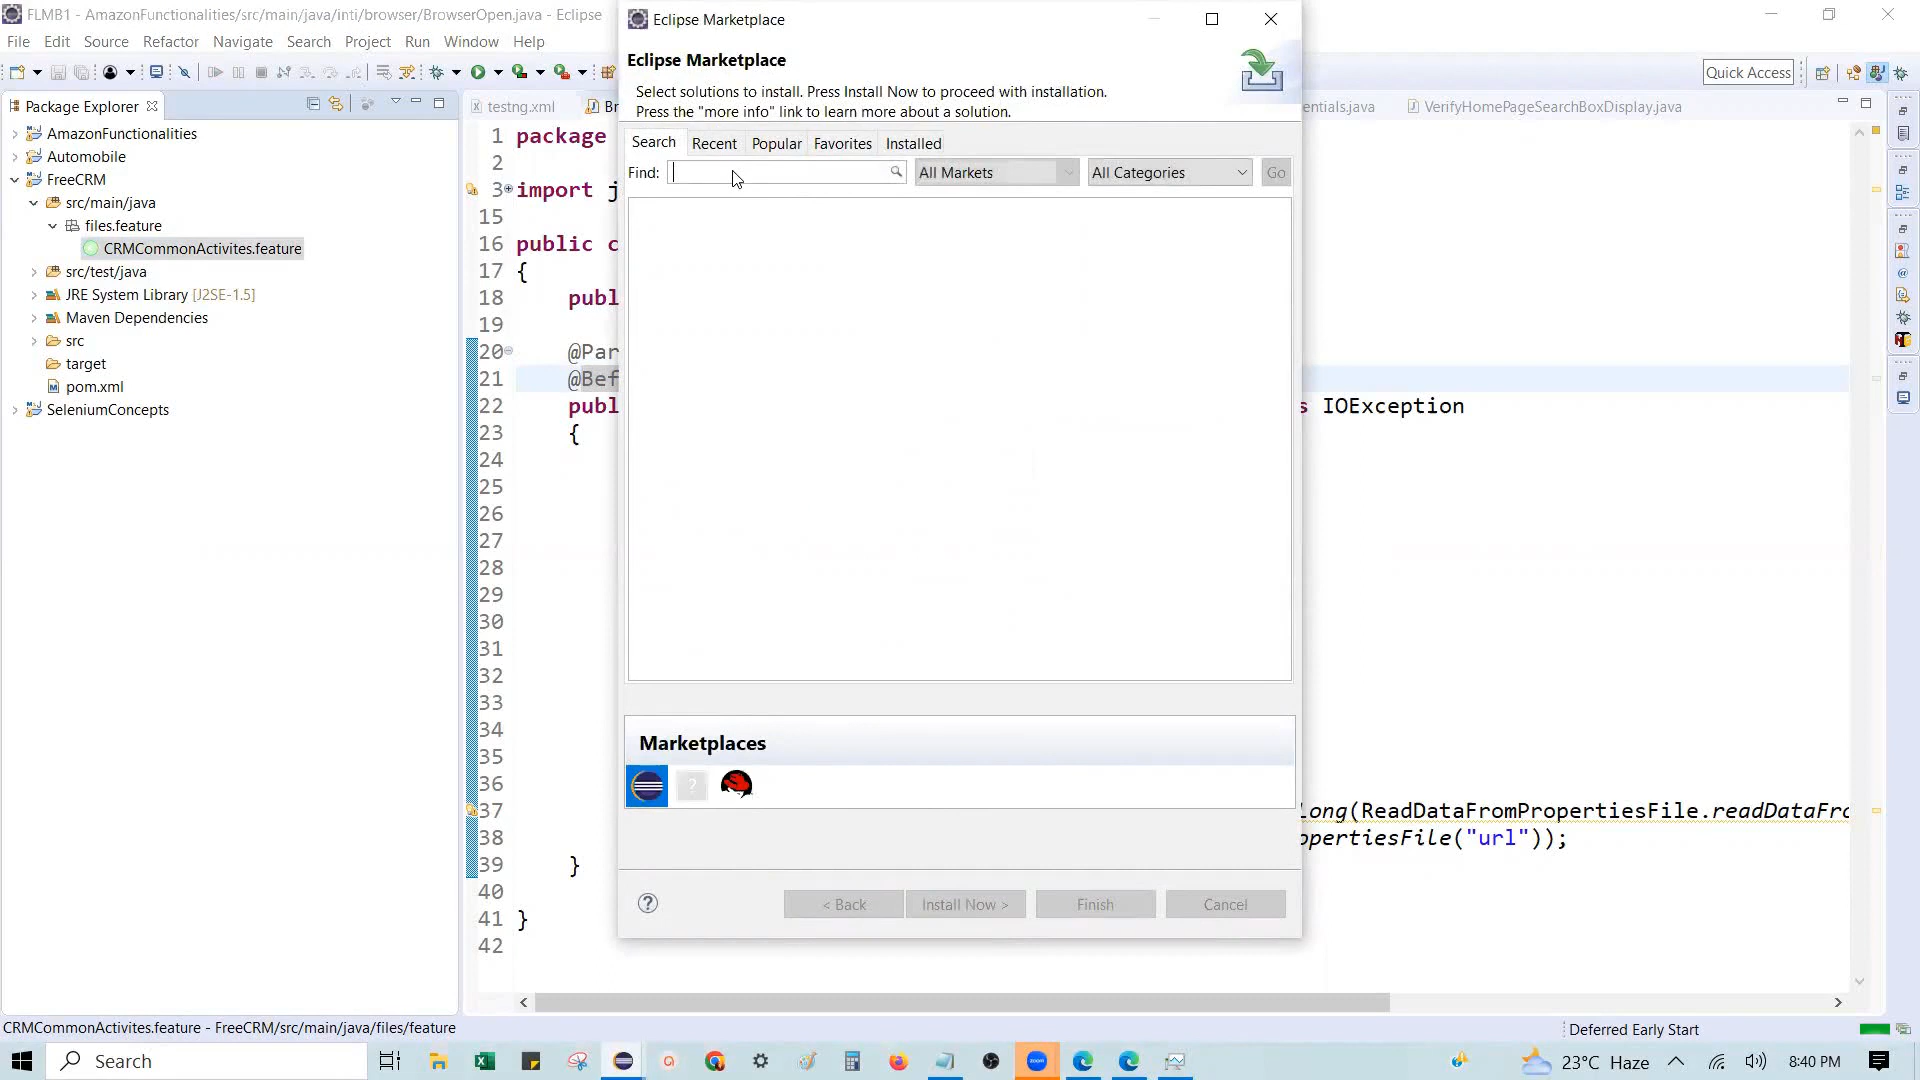 FLMB1 - AmazonFunctionalities/src/main/java/inti/browser/BrowserOpen.java - Eclipse
File Edit Source Refactor Navigate Search Project Run Window Help
Quick Access
Package Explorer
AmazonFunctionalities
Automobile
FreeCRM
src/main/java
files.feature
CRMCommonActivites.feature
src/test/java
JRE System Library [J2SE-1.5]
Maven Dependencies
src
target
pom.xml
SeleniumConcepts
testng.xml
Br
entials.java
VerifyHomePageSearchBoxDisplay.java
1 package
2
3 import j
15
16 public c
17 {
18 publ
19
20 @Par
21 @Bef
22 publ s IOException
23 {
24
25
26
27
28
29
30
31
32
33
34
35
36
37 Long(ReadDataFromPropertiesFile.readDataFro
38 opertiesFile("url"));
39 }
40
41 }
42
Eclipse Marketplace
Eclipse Marketplace
Select solutions to install. Press Install Now to proceed with installation.
Press the "more info" link to learn more about a solution.
Search Recent Popular Favorites Installed
Find: All Markets All Categories Go
Marketplaces
?
? < Back Install Now > Finish Cancel
CRMCommonActivites.feature - FreeCRM/src/main/java/files/feature
Deferred Early Start
Search
zoom
23°C Haze
8:40 PM